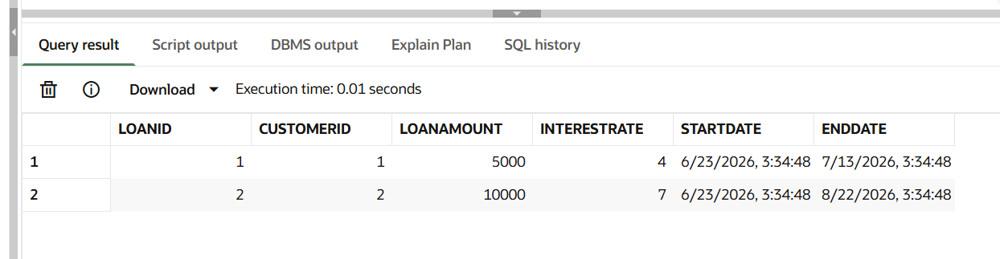 Query result Script output DBMS output Explain Plan SQL history
Download Execution time: 0.01 seconds
LOANID CUSTOMERID LOANAMOUNT INTERESTRATE STARTDATE ENDDATE
1 1 1 5000 4 6/23/2026, 3:34:48 7/13/2026, 3:34:48
2 2 2 10000 7 6/23/2026, 3:34:48 8/22/2026, 3:34:48